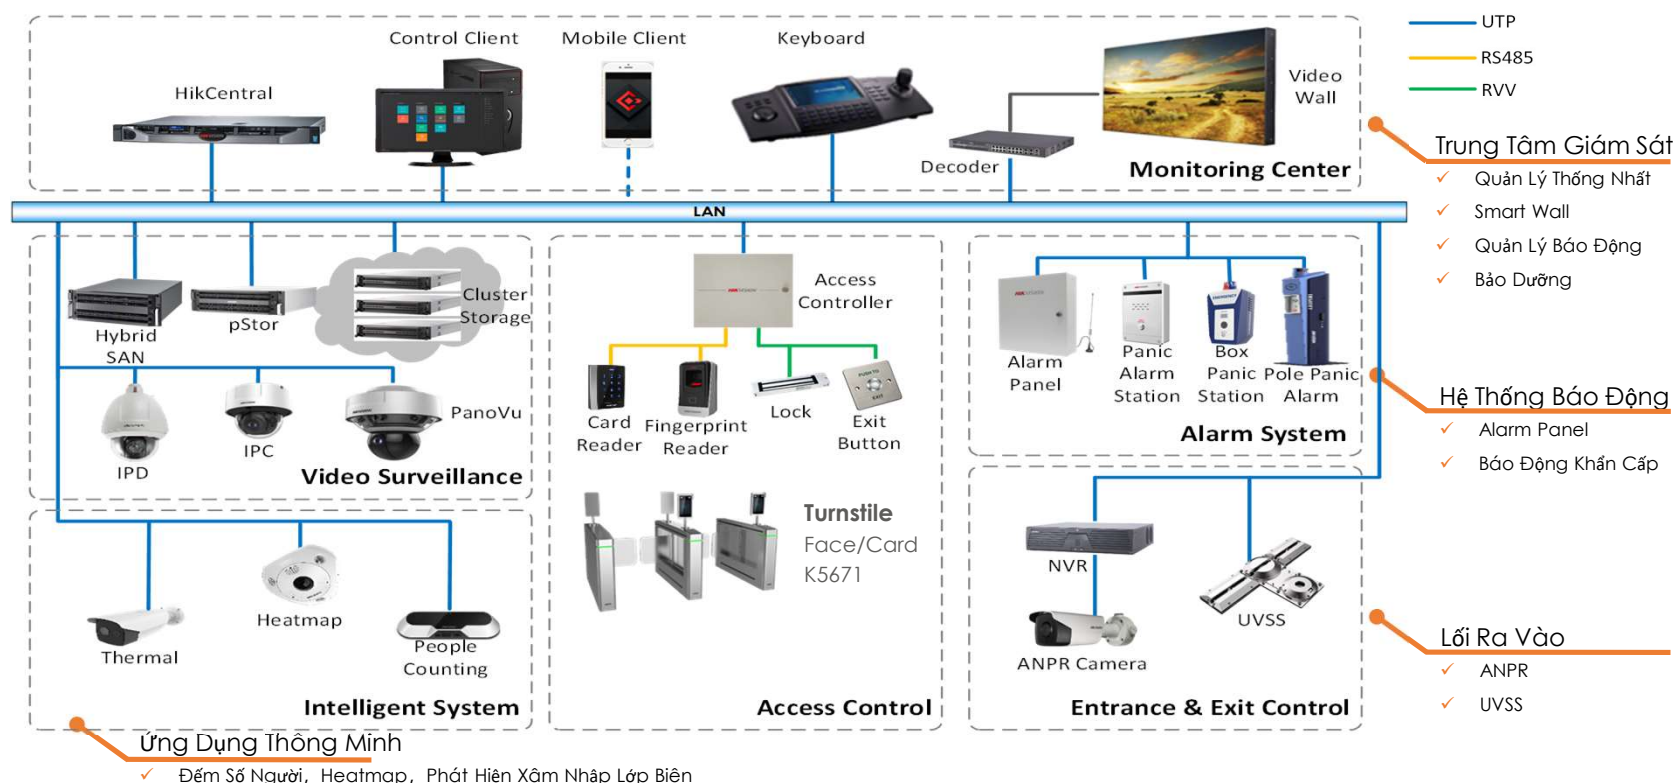 UTP
RS485
RVV
Control Client
Mobile Client
Keyboard
HikCentral
Video
Wall
Decoder
Monitoring Center
Trung Tâm Giám Sát
✓ Quản Lý Thống Nhất
✓ Smart Wall
✓ Quản Lý Báo Động
✓ Bảo Dưỡng
LAN
Hybrid
SAN
pStor
Cluster
Storage
IPD
IPC
PanoVu
Video Surveillance
Access
Controller
Card
Reader
Fingerprint
Reader
Lock
PUSH TO
EXIT
Exit
Button
Turnstile
Face/Card
K5671
Access Control
Alarm
Panel
Panic
Alarm
Station
Box
Panic
Station
Pole Panic
Alarm
Alarm System
Hệ Thống Báo Động
✓ Alarm Panel
✓ Báo Động Khẩn Cấp
Thermal
Heatmap
People
Counting
Intelligent System
NVR
ANPR Camera
UVSS
Entrance & Exit Control
Lối Ra Vào
✓ ANPR
✓ UVSS
Ứng Dụng Thông Minh
✓ Đếm Số Người, Heatmap, Phát Hiện Xâm Nhập Lớp Biên